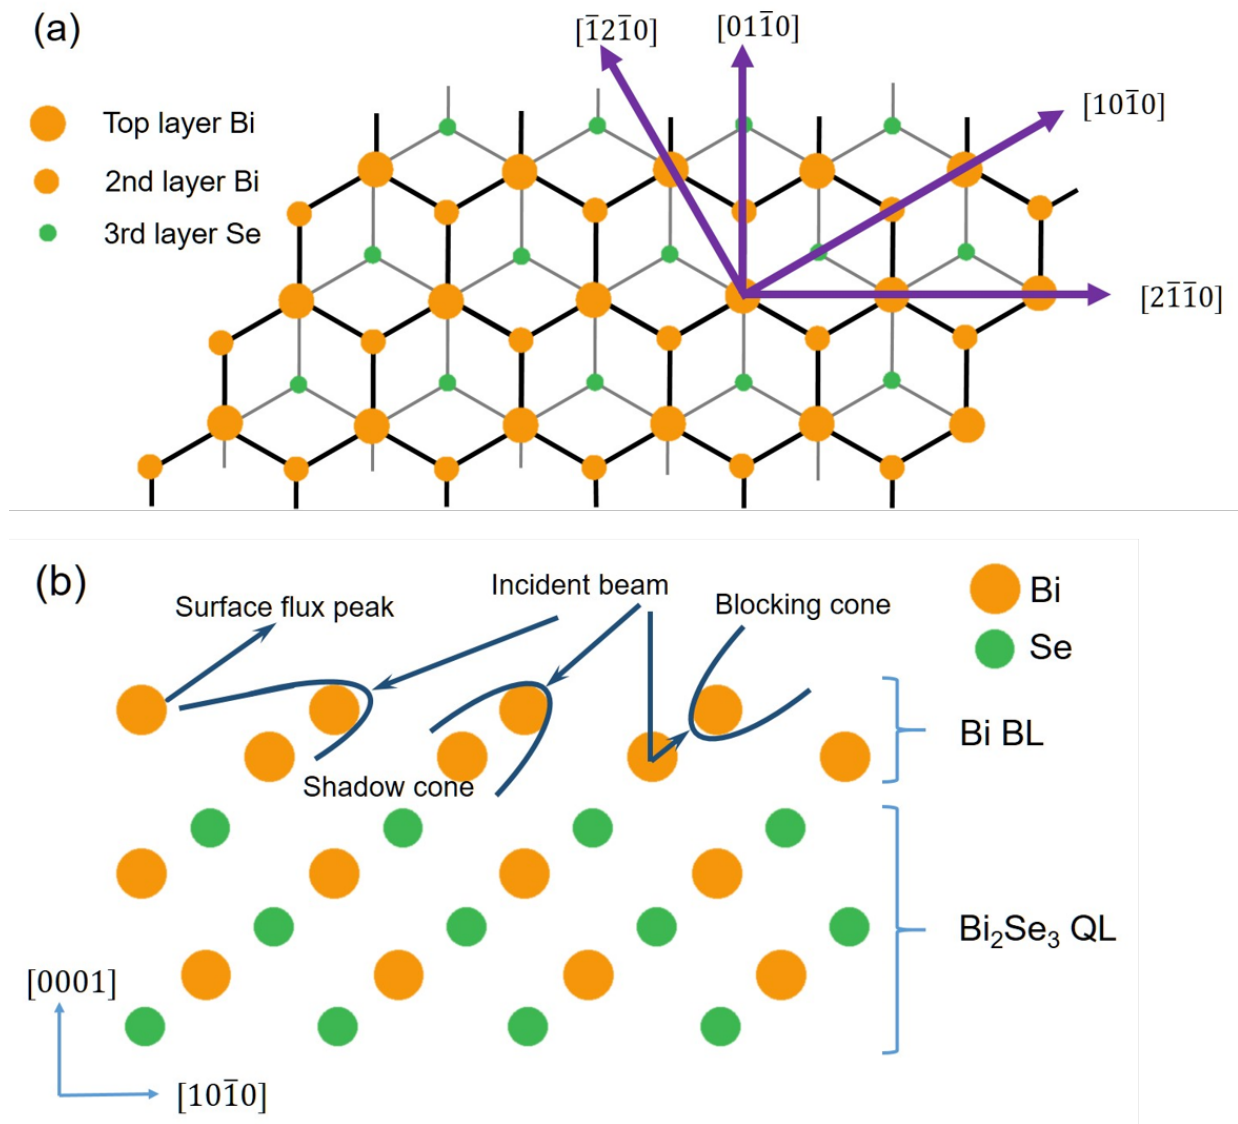 (a)
[1̅21̅0]
[011̅0]
[101̅0]
Top layer Bi
2nd layer Bi
3rd layer Se
[21̅1̅0]
(b)
Incident beam
Surface flux peak
Blocking cone
Bi
Se
Bi BL
Shadow cone
Bi₂Se₃ QL
[0001]
[101̅0]